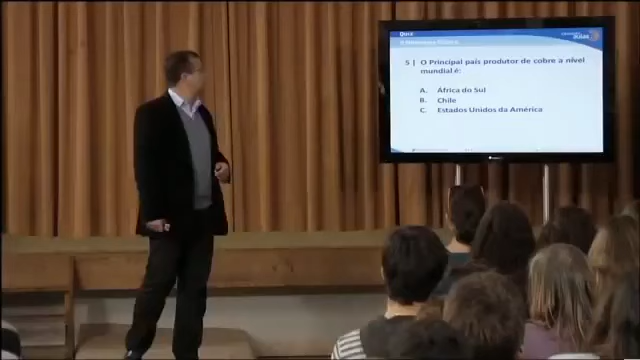 Quiz
5 | O Principal país produtor de cobre a nível
mundial é:
A. África do Sul
B. Chile
C. Estados Unidos da América